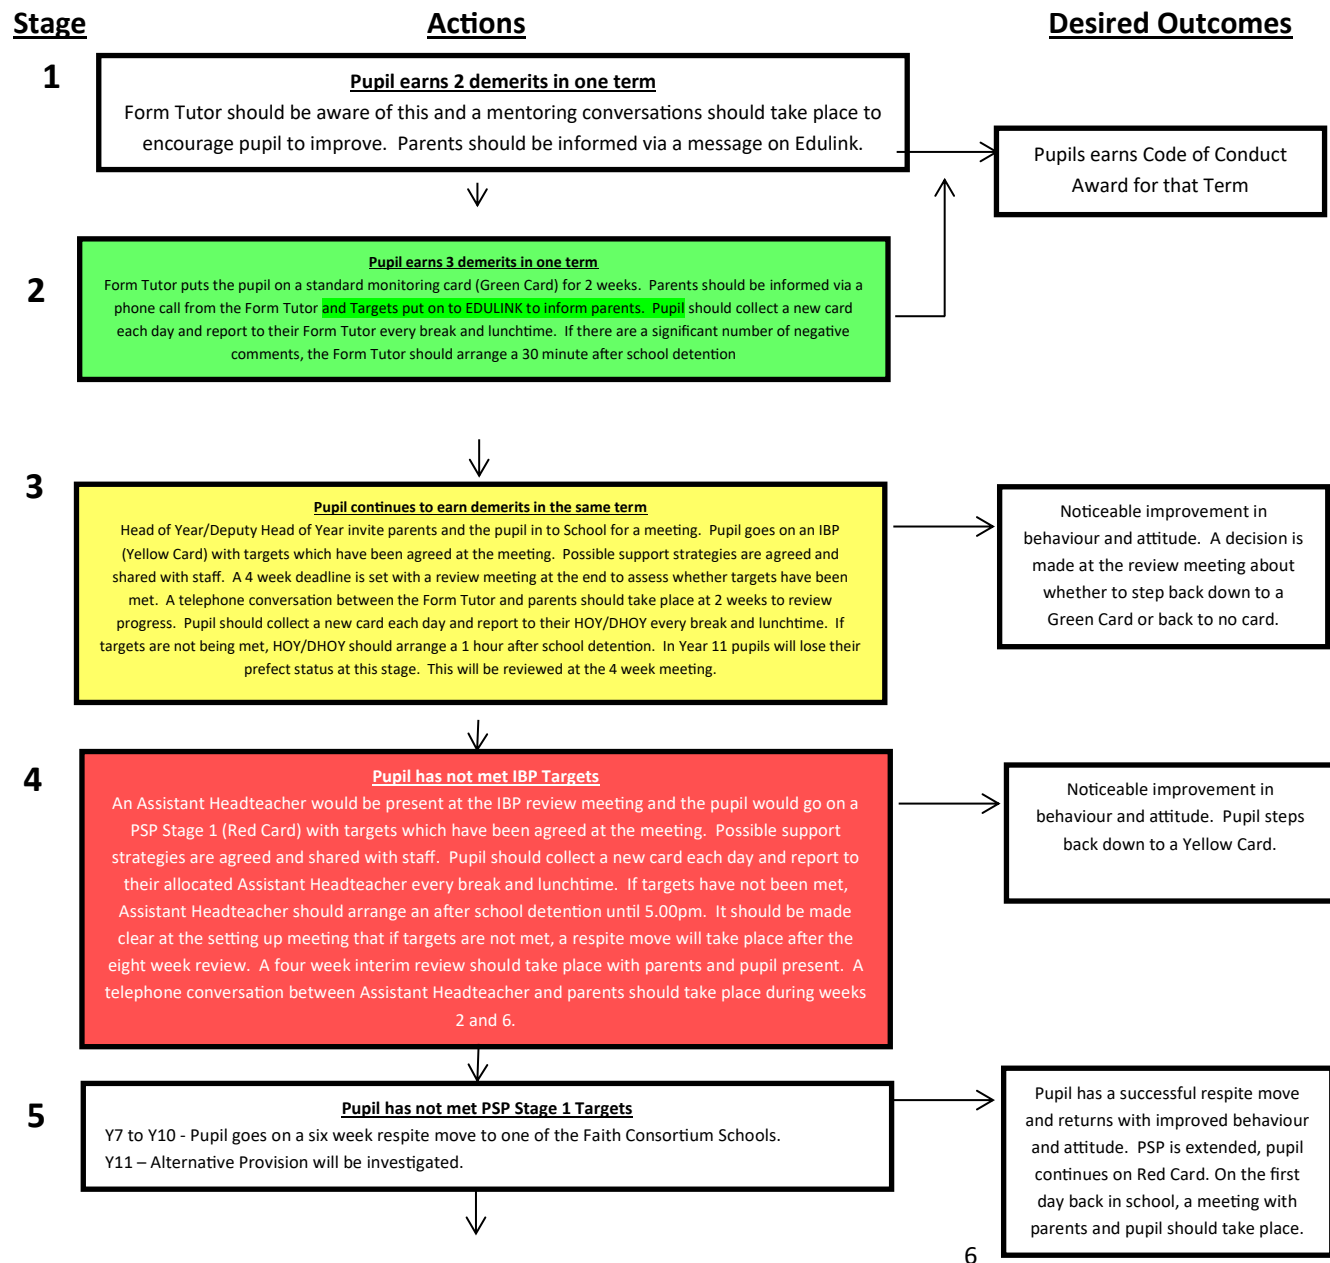 Stage
Actions
Desired Outcomes
1
Pupil earns 2 demerits in one term
Form Tutor should be aware of this and a mentoring conversations should take place to
encourage pupil to improve.  Parents should be informed via a message on Edulink.
Pupils earns Code of Conduct
Award for that Term
2
Pupil earns 3 demerits in one term
Form Tutor puts the pupil on a standard monitoring card (Green Card) for 2 weeks.  Parents should be informed via a
phone call from the Form Tutor and Targets put on to EDULINK to inform parents.  Pupil should collect a new card
each day and report to their Form Tutor every break and lunchtime.  If there are a significant number of negative
comments, the Form Tutor should arrange a 30 minute after school detention
3
Pupil continues to earn demerits in the same term
Head of Year/Deputy Head of Year invite parents and the pupil in to School for a meeting.  Pupil goes on an IBP
(Yellow Card) with targets which have been agreed at the meeting.  Possible support strategies are agreed and
shared with staff.  A 4 week deadline is set with a review meeting at the end to assess whether targets have been
met.  A telephone conversation between the Form Tutor and parents should take place at 2 weeks to review
progress.  Pupil should collect a new card each day and report to their HOY/DHOY every break and lunchtime.  If
targets are not being met, HOY/DHOY should arrange a 1 hour after school detention.  In Year 11 pupils will lose their
prefect status at this stage.  This will be reviewed at the 4 week meeting.
Noticeable improvement in
behaviour and attitude.  A decision is
made at the review meeting about
whether to step back down to a
Green Card or back to no card.
4
Pupil has not met IBP Targets
An Assistant Headteacher would be present at the IBP review meeting and the pupil would go on a
PSP Stage 1 (Red Card) with targets which have been agreed at the meeting.  Possible support
strategies are agreed and shared with staff.  Pupil should collect a new card each day and report to
their allocated Assistant Headteacher every break and lunchtime.  If targets have not been met,
Assistant Headteacher should arrange an after school detention until 5.00pm.  It should be made
clear at the setting up meeting that if targets are not met, a respite move will take place after the
eight week review.  A four week interim review should take place with parents and pupil present.  A
telephone conversation between Assistant Headteacher and parents should take place during weeks
2 and 6.
Noticeable improvement in
behaviour and attitude.  Pupil steps
back down to a Yellow Card.
5
Pupil has not met PSP Stage 1 Targets
Y7 to Y10 - Pupil goes on a six week respite move to one of the Faith Consortium Schools.
Y11 – Alternative Provision will be investigated.
Pupil has a successful respite move
and returns with improved behaviour
and attitude.  PSP is extended, pupil
continues on Red Card. On the first
day back in school, a meeting with
parents and pupil should take place.
6